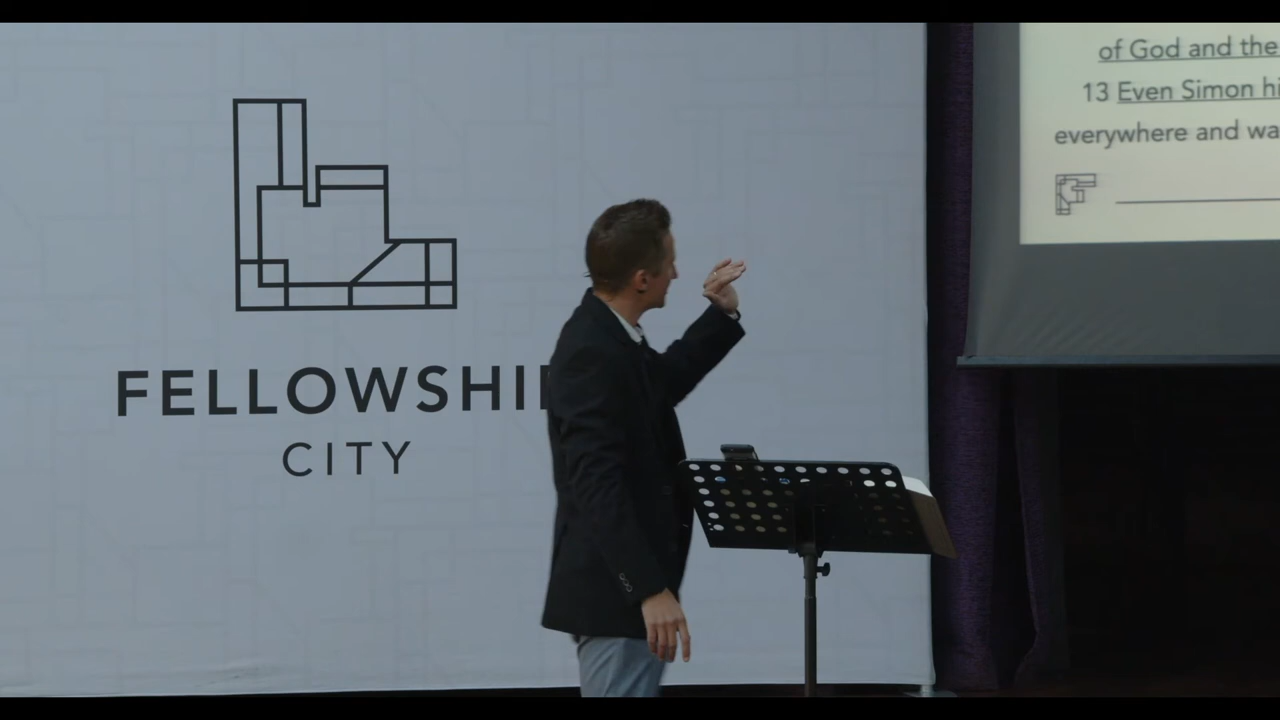 FELLOWSHI
CITY
of God and the
13 Even Simon hi
everywhere and wa